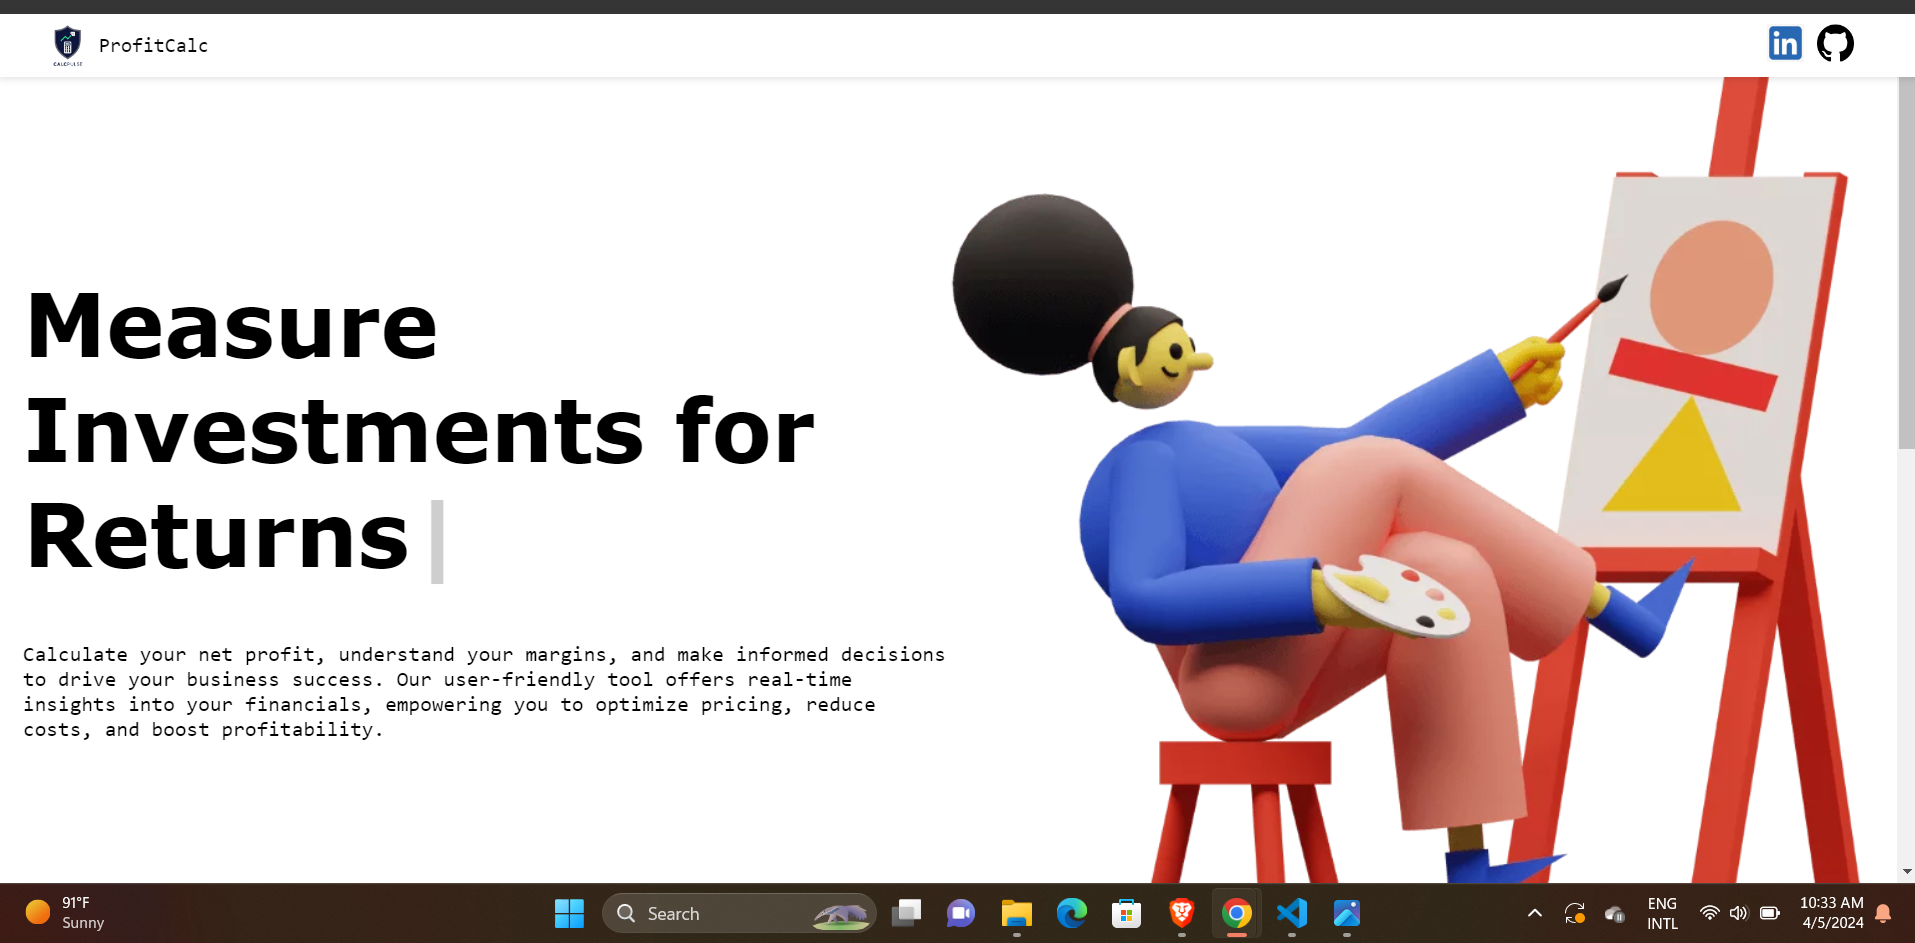 CALCPULSE
ProfitCalc
in
Measure
Investments for
Returns
Calculate your net profit, understand your margins, and make informed decisions
to drive your business success. Our user-friendly tool offers real-time
insights into your financials, empowering you to optimize pricing, reduce
costs, and boost profitability.
91°F
Sunny
Search
ENG
INTL
10:33 AM
4/5/2024